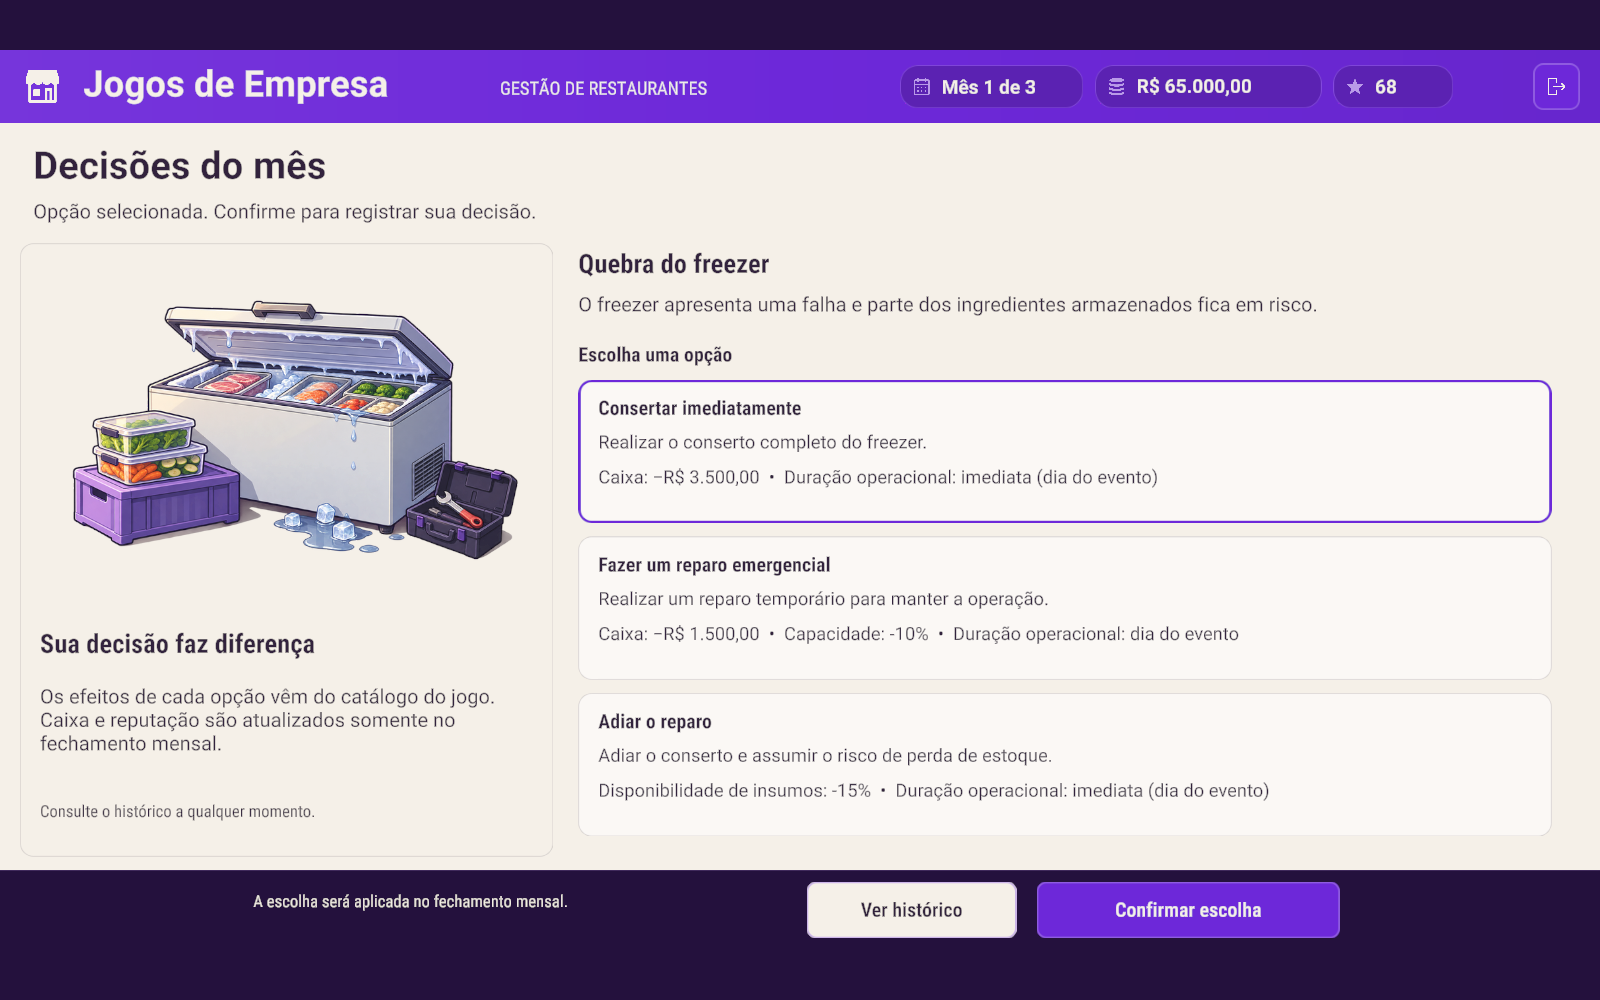 Jogos de Empresa
GESTÃO DE RESTAURANTES
Mês 1 de 3
R$ 65.000,00
68
Decisões do mês
Opção selecionada. Confirme para registrar sua decisão.
Sua decisão faz diferença
Os efeitos de cada opção vêm do catálogo do jogo.
Caixa e reputação são atualizados somente no
fechamento mensal.
Consulte o histórico a qualquer momento.
Quebra do freezer
O freezer apresenta uma falha e parte dos ingredientes armazenados fica em risco.
Escolha uma opção
Consertar imediatamente
Realizar o conserto completo do freezer.
Caixa: −R$ 3.500,00 • Duração operacional: imediata (dia do evento)
Fazer um reparo emergencial
Realizar um reparo temporário para manter a operação.
Caixa: −R$ 1.500,00 • Capacidade: -10% • Duração operacional: dia do evento
Adiar o reparo
Adiar o conserto e assumir o risco de perda de estoque.
Disponibilidade de insumos: -15% • Duração operacional: imediata (dia do evento)
A escolha será aplicada no fechamento mensal.
Ver histórico
Confirmar escolha